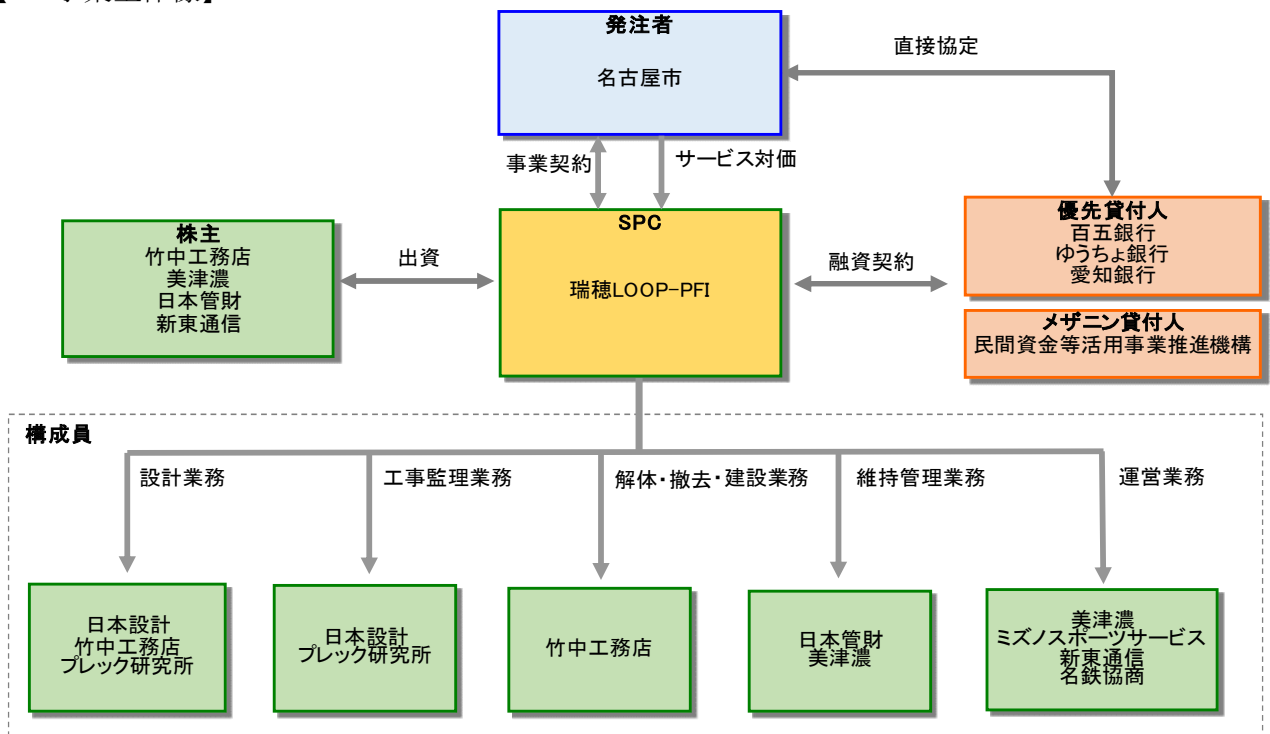 発注者
名古屋市
直接協定
事業契約
サービス対価
株主
竹中工務店
美津濃
日本管財
新東通信
出資
SPC
瑞穂LOOP-PFI
融資契約
優先貸付人
百五銀行
ゆうちょ銀行
愛知銀行
メザニン貸付人
民間資金等活用事業推進機構
構成員
設計業務
工事監理業務
解体・撤去・建設業務
維持管理業務
運営業務
日本設計
竹中工務店
プレック研究所
日本設計
プレック研究所
竹中工務店
日本管財
美津濃
美津濃
ミズノスポーツサービス
新東通信
名鉄協商